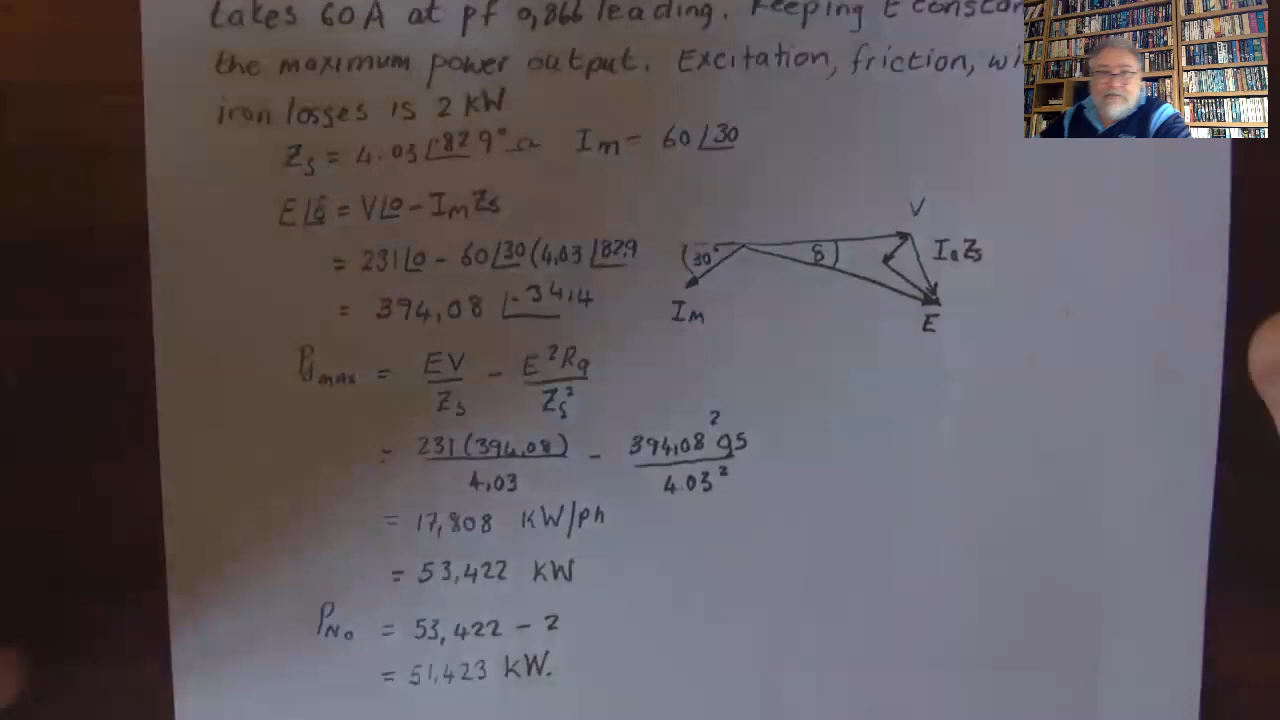 takes 60A at pf 0,866 leading. Keeping E constan
the maximum power output. Excitation, friction, wi
iron losses is 2 KW
Zs = 4.03∠82.9° Ω Im = 60∠30
E∠δ = V∠0 - ImZs
= 231∠0 - 60∠30(4,03∠82,9
= 394,08 ∠-34,4
V
δ
30°
IaZs
Im
E
Pdmax = EV/Zs - E²Ra/Zs²
= 231(394,08)/4,03 - 394,08² 0,5/4.03²
= 17,808 KW/ph
= 53,422 KW
PNo = 53,422 - 2
= 51,423 KW.